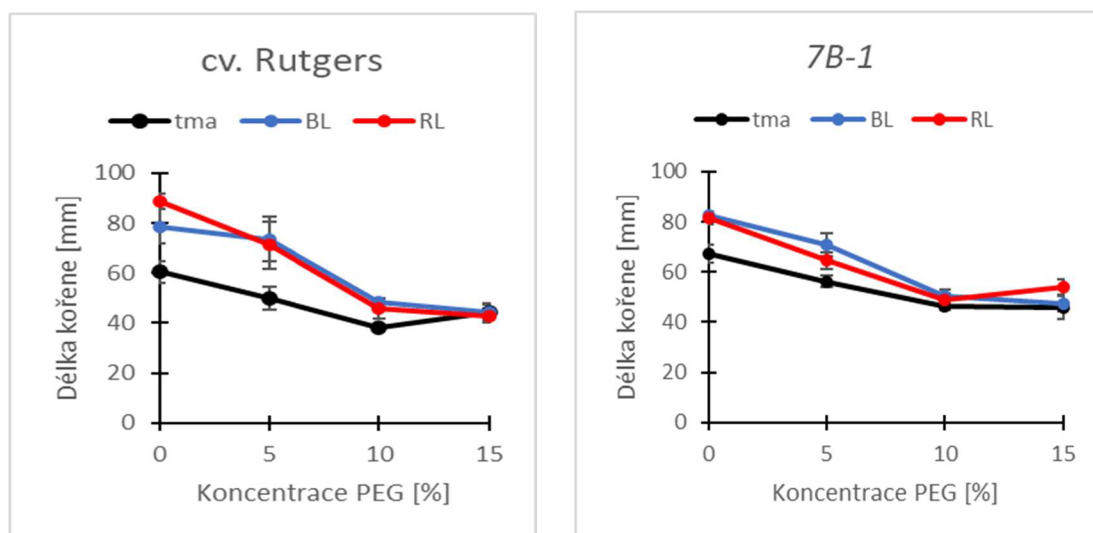 cv. Rutgers
tma BL RL
100
80
60
40
20
0
Délka kořene [mm]
0 5 10 15
Koncentrace PEG [%]
7B-1
tma BL RL
100
80
60
40
20
0
Délka kořene [mm]
0 5 10 15
Koncentrace PEG [%]